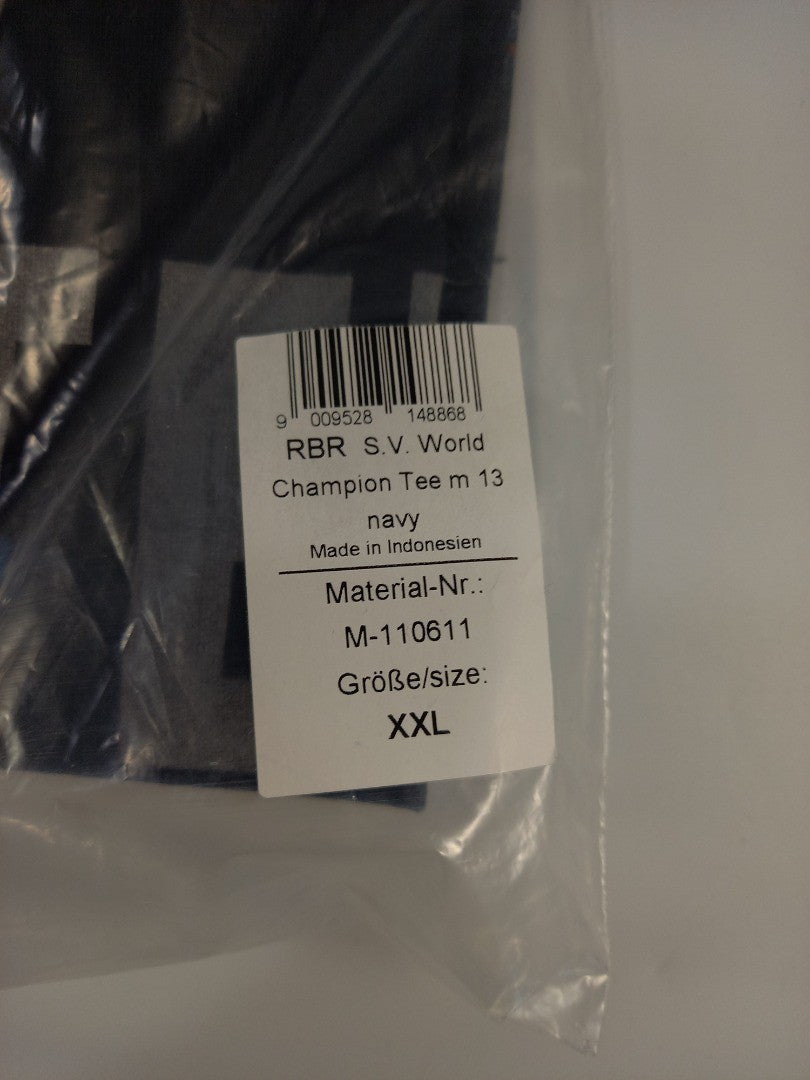 9 009528 148868
RBR S.V. World
Champion Tee m 13
navy
Made in Indonesien
Material-Nr.:
M-110611
Größe/size:
XXL